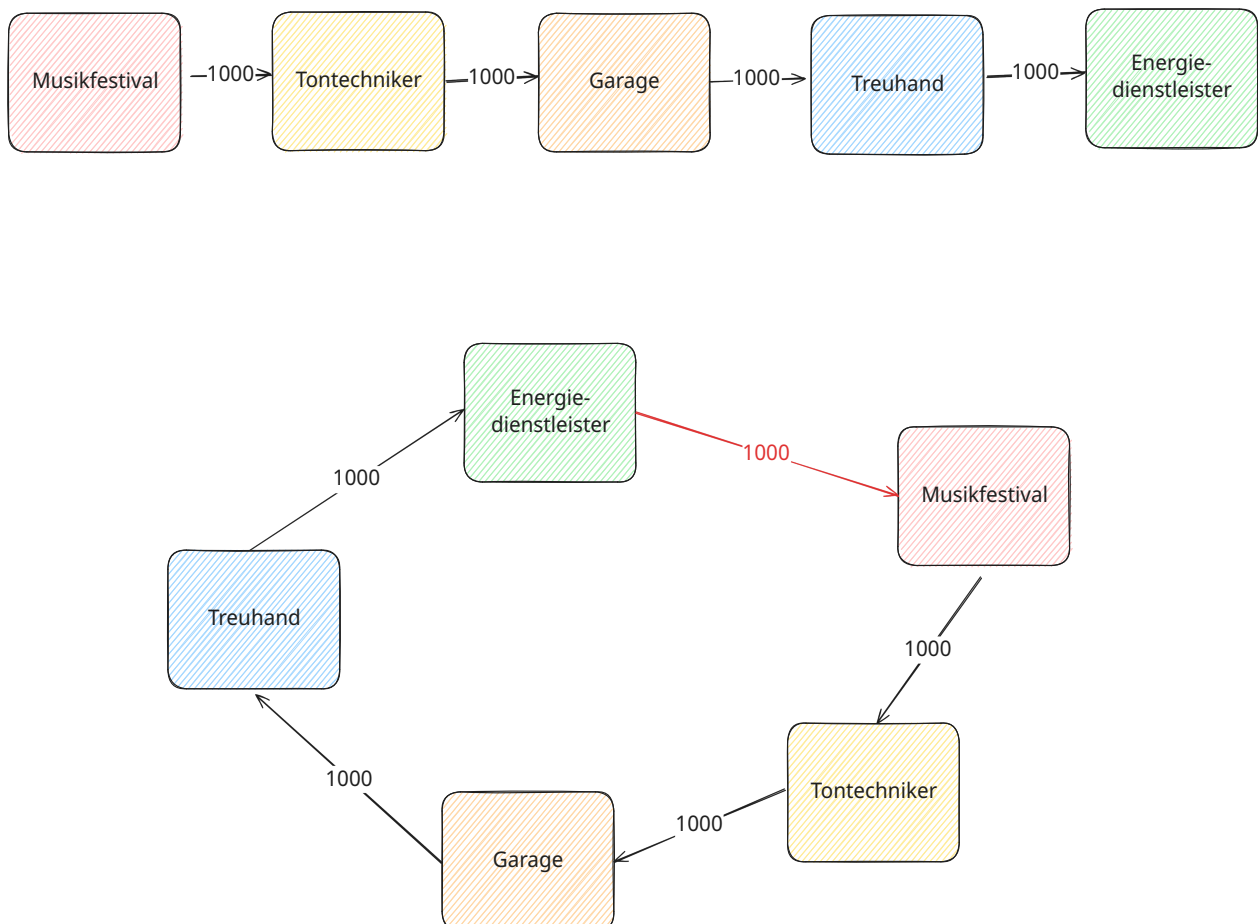 Musikfestival
1000
Tontechniker
1000
Garage
1000
Treuhand
1000
Energie-
dienstleister
Energie-
dienstleister
1000
Musikfestival
1000
Treuhand
1000
1000
Tontechniker
1000
Garage